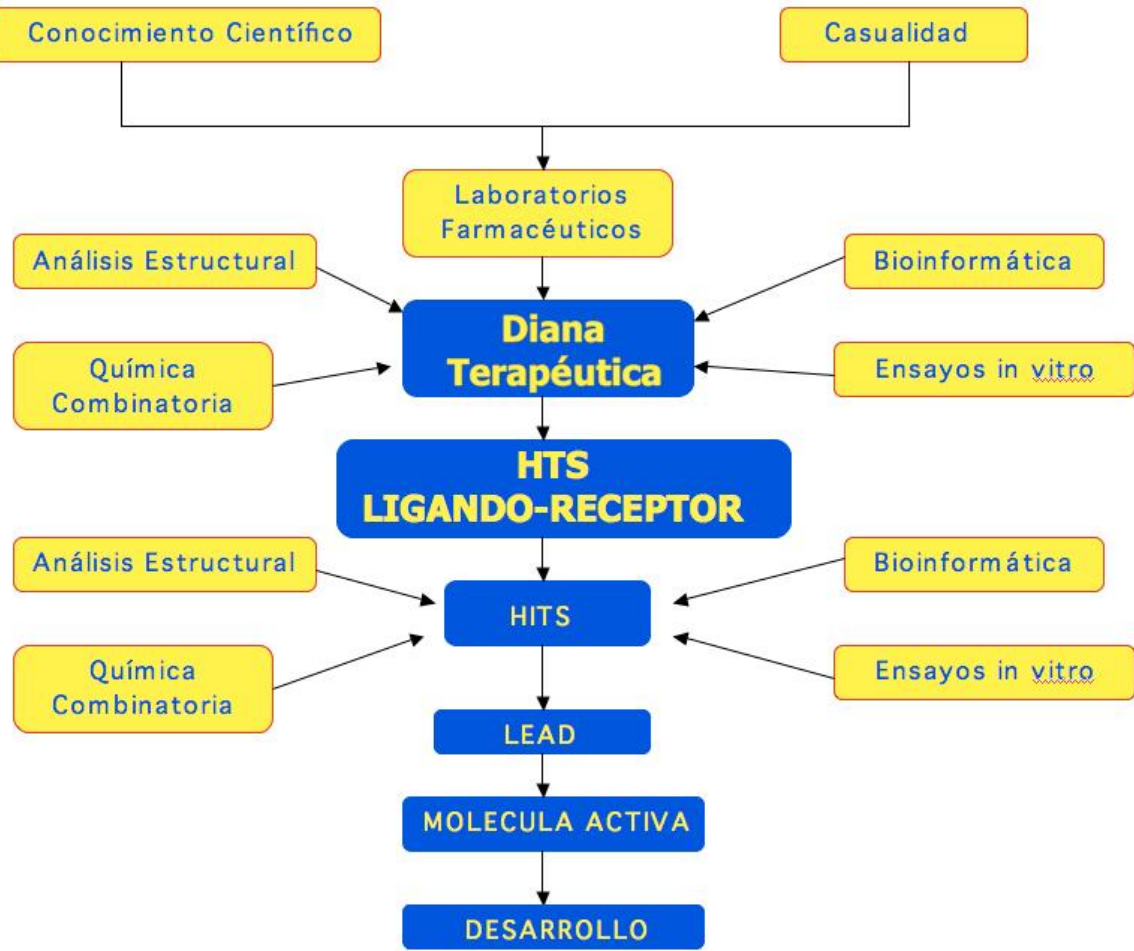 Conocimiento Científico
Casualidad
Laboratorios
Farmacéuticos
Análisis Estructural
Bioinformática
Diana
Terapéutica
Química
Combinatoria
Ensayos in vitro
HTS
LIGANDO-RECEPTOR
Análisis Estructural
Bioinformática
HITS
Química
Combinatoria
Ensayos in vitro
LEAD
MOLECULA ACTIVA
DESARROLLO